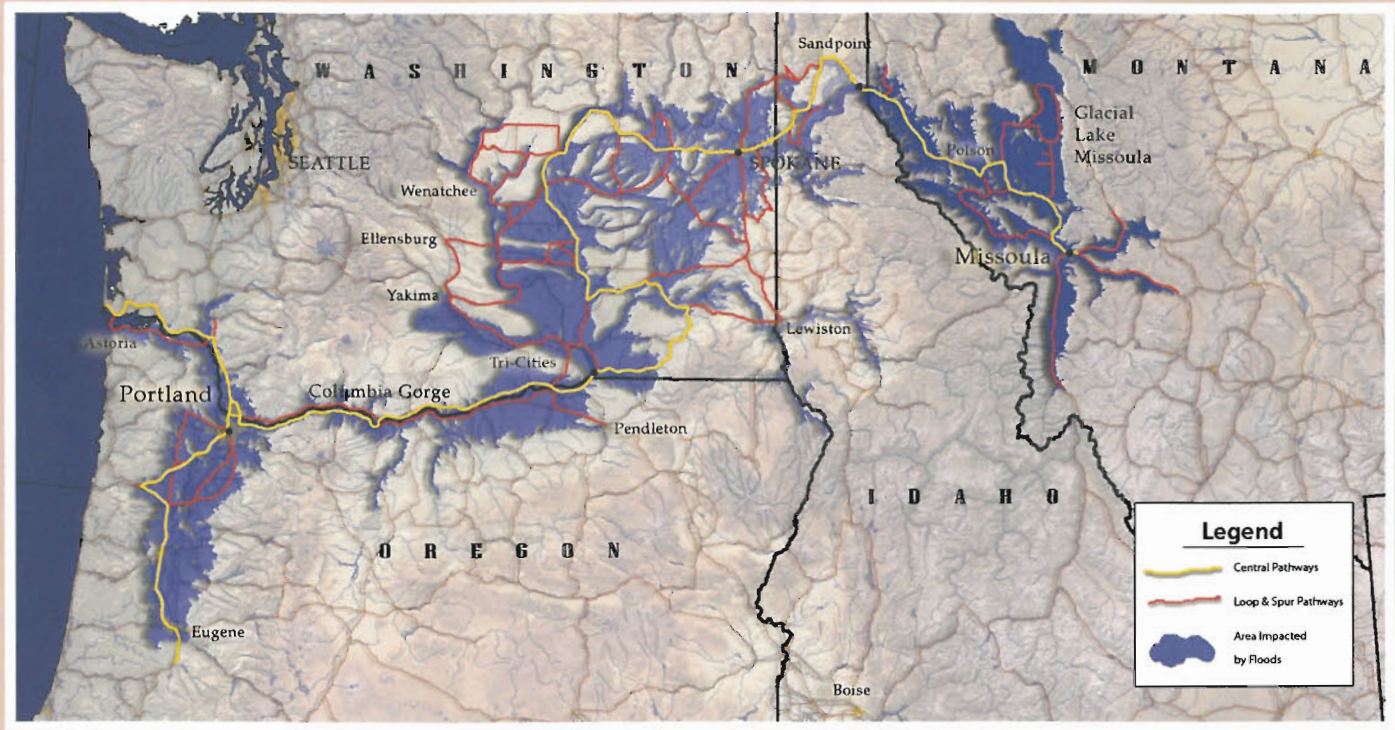 Sandpoint
WASHINGTON
MONTANA
Glacial
Lake
Missoula
SEATTLE
SPOKANE
Polson
Wenatchee
Ellensburg
Missoula
Yakima
Lewiston
Astoria
Tri-Cities
Portland
Columbia Gorge
Pendleton
IDAHO
OREGON
Eugene
Boise
Legend
Central Pathways
Loop & Spur Pathways
Area Impacted
by Floods